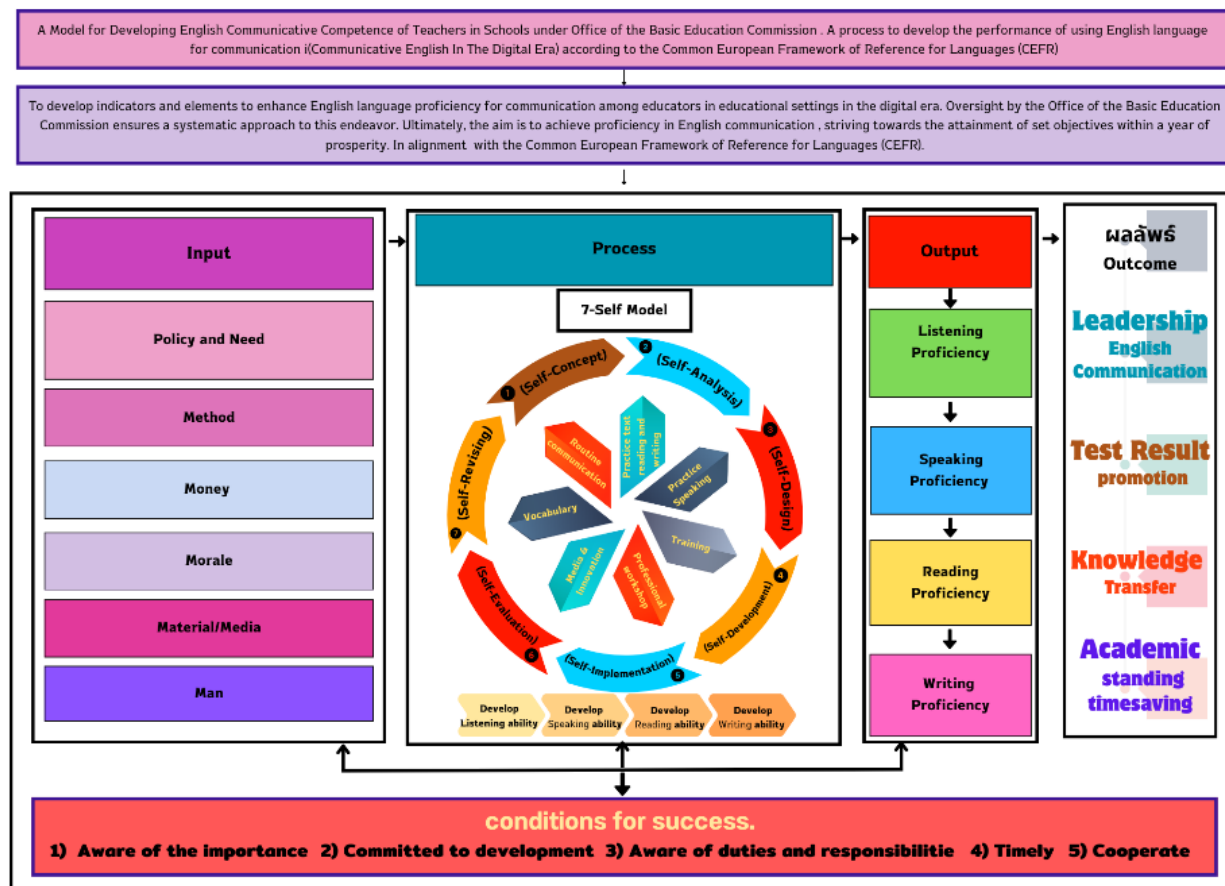 A Model for Developing English Communicative Competence of Teachers in Schools under Office of the Basic Education Commission . A process to develop the performance of using English language
for communication i(Communicative English In The Digital Era) according to the Common European Framework of Reference for Languages (CEFR)
To develop indicators and elements to enhance English language proficiency for communication among educators in educational settings in the digital era. Oversight by the Office of the Basic Education
Commission ensures a systematic approach to this endeavor. Ultimately, the aim is to achieve proficiency in English communication , striving towards the attainment of set objectives within a year of
prosperity. In alignment with the Common European Framework of Reference for Languages (CEFR).
Input
Policy and Need
Method
Money
Morale
Material/Media
Man
Process
7-Self Model
1 (Self-Concept)
2 (Self-Analysis)
3 (Self-Design)
4 (Self-Development)
5 (Self-Implementation)
6 (Self-Evaluation)
7 (Self-Revising)
Routine
communication
Practice text
reading and
writing
Practice
Speaking
Training
Professional
workshop
Media &
Innovation
Vocabulary
Develop
Listening ability
Develop
Speaking ability
Develop
Reading ability
Develop
Writing ability
Output
Listening
Proficiency
Speaking
Proficiency
Reading
Proficiency
Writing
Proficiency
ผลลัพธ์
Outcome
Leadership
English
Communication
Test Result
promotion
Knowledge
Transfer
Academic
standing
timesaving
conditions for success.
1) Aware of the importance 2) Committed to development 3) Aware of duties and responsibilitie 4) Timely 5) Cooperate